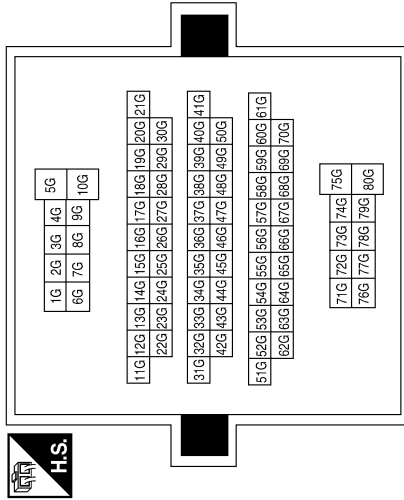 1G 2G 3G 4G 5G
6G 7G 8G 9G 10G
11G 12G 13G 14G 15G 16G 17G 18G 19G 20G 21G
22G 23G 24G 25G 26G 27G 28G 29G 30G
31G 32G 33G 34G 35G 36G 37G 38G 39G 40G 41G
42G 43G 44G 45G 46G 47G 48G 49G 50G
51G 52G 53G 54G 55G 56G 57G 58G 59G 60G 61G
62G 63G 64G 65G 66G 67G 68G 69G 70G
71G 72G 73G 74G 75G
76G 77G 78G 79G 80G
H.S.